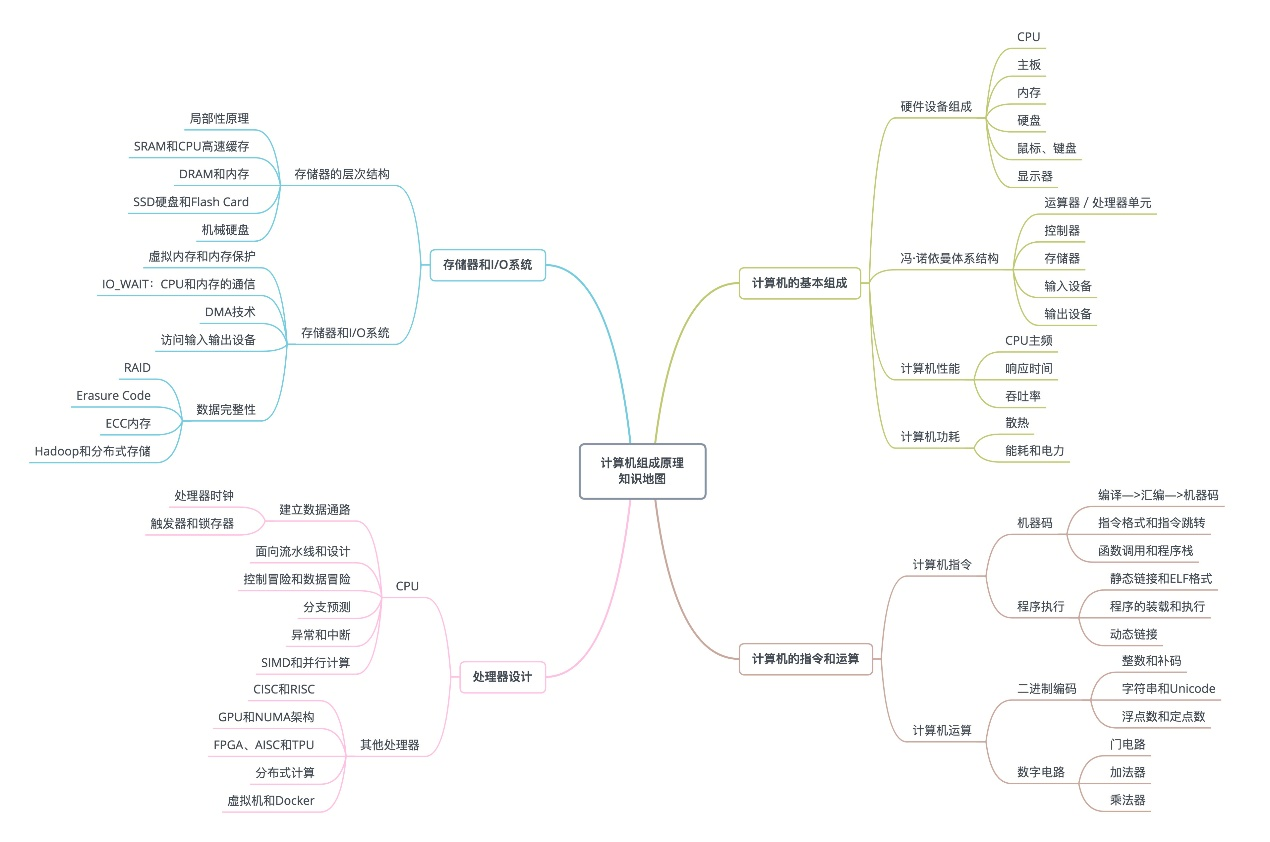 计算机组成原理
知识地图
计算机的基本组成
硬件设备组成
CPU
主板
内存
硬盘
鼠标、键盘
显示器
冯·诺依曼体系结构
运算器 / 处理器单元
控制器
存储器
输入设备
输出设备
计算机性能
CPU主频
响应时间
吞吐率
计算机功耗
散热
能耗和电力
计算机的指令和运算
计算机指令
机器码
编译—>汇编—>机器码
指令格式和指令跳转
函数调用和程序栈
程序执行
静态链接和ELF格式
程序的装载和执行
动态链接
计算机运算
二进制编码
整数和补码
字符串和Unicode
浮点数和定点数
数字电路
门电路
加法器
乘法器
存储器和I/O系统
存储器的层次结构
局部性原理
SRAM和CPU高速缓存
DRAM和内存
SSD硬盘和Flash Card
机械硬盘
存储器和I/O系统
虚拟内存和内存保护
IO_WAIT：CPU和内存的通信
DMA技术
访问输入输出设备
数据完整性
RAID
Erasure Code
ECC内存
Hadoop和分布式存储
处理器设计
CPU
建立数据通路
处理器时钟
触发器和锁存器
面向流水线和设计
控制冒险和数据冒险
分支预测
异常和中断
SIMD和并行计算
其他处理器
CISC和RISC
GPU和NUMA架构
FPGA、AISC和TPU
分布式计算
虚拟机和Docker